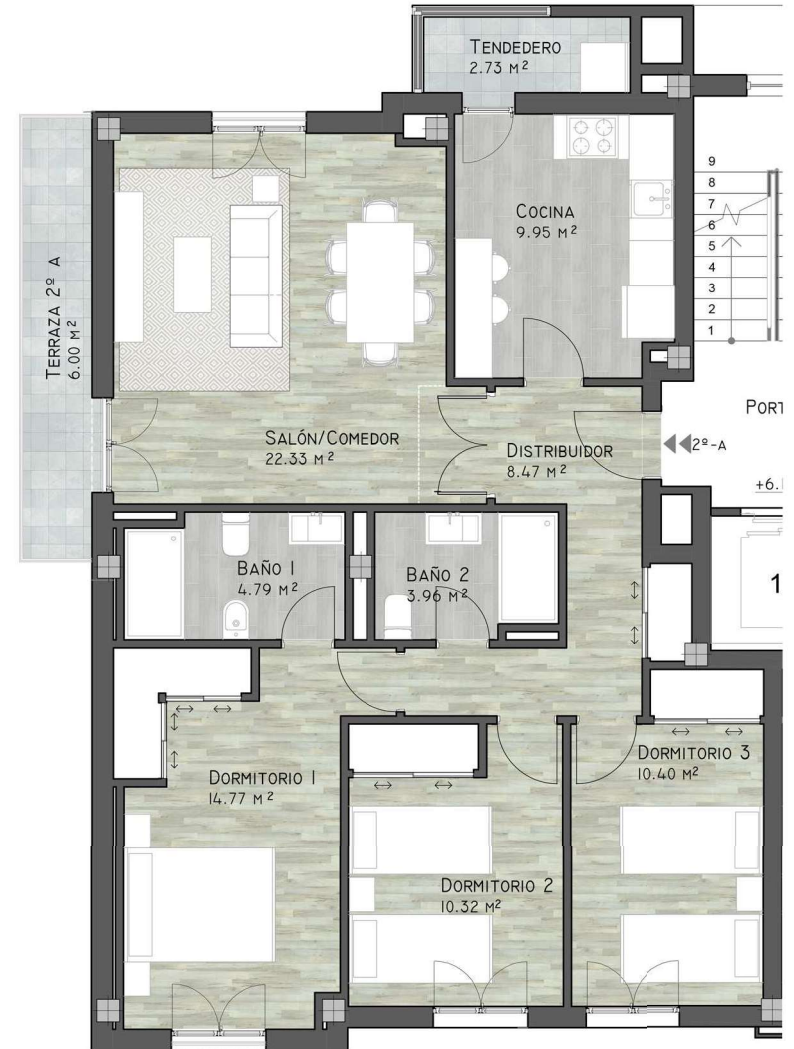 TENDEDERO
2.73 M²
COCINA
9.95 M²
9
8
7
6
5
4
3
2
1
TERRAZA 2º A
6.00 M²
SALÓN/COMEDOR
22.33 M²
DISTRIBUIDOR
8.47 M²
PORT
2º-A
+6.
BAÑO 1
4.79 M²
BAÑO 2
3.96 M²
1
DORMITORIO 1
14.77 M²
DORMITORIO 2
10.32 M²
DORMITORIO 3
10.40 M²